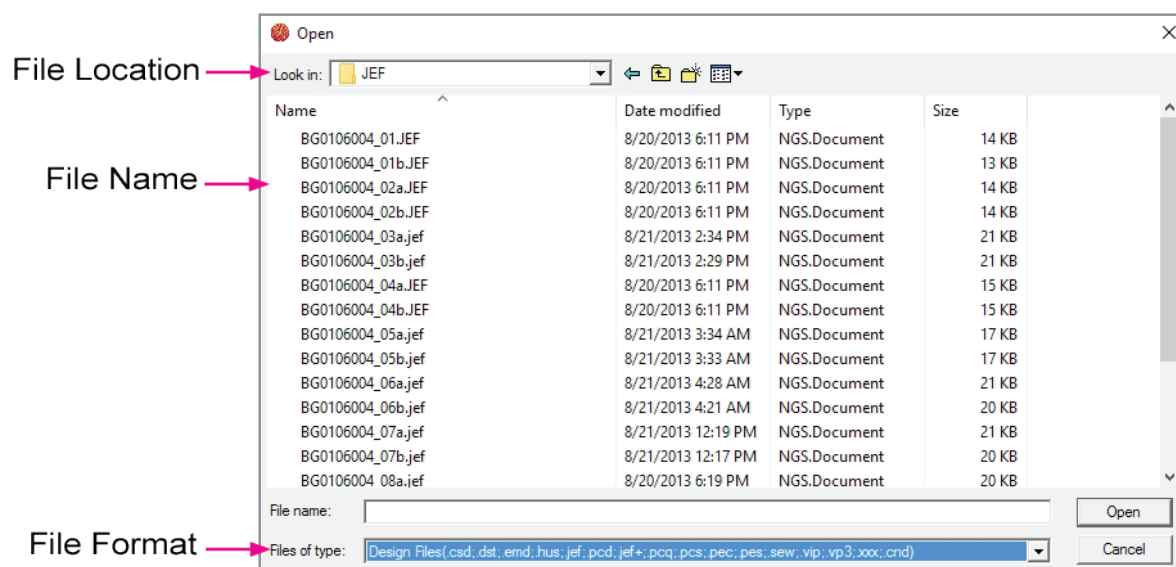 Open
File Location
Look in: JEF
Name Date modified Type Size
BG0106004_01.JEF 8/20/2013 6:11 PM NGS.Document 14 KB
BG0106004_01b.JEF 8/20/2013 6:11 PM NGS.Document 13 KB
File Name
BG0106004_02a.JEF 8/20/2013 6:11 PM NGS.Document 14 KB
BG0106004_02b.JEF 8/20/2013 6:11 PM NGS.Document 14 KB
BG0106004_03a.jef 8/21/2013 2:34 PM NGS.Document 21 KB
BG0106004_03b.jef 8/21/2013 2:29 PM NGS.Document 21 KB
BG0106004_04a.JEF 8/20/2013 6:11 PM NGS.Document 15 KB
BG0106004_04b.JEF 8/20/2013 6:11 PM NGS.Document 15 KB
BG0106004_05a.jef 8/21/2013 3:34 AM NGS.Document 17 KB
BG0106004_05b.jef 8/21/2013 3:33 AM NGS.Document 17 KB
BG0106004_06a.jef 8/21/2013 4:28 AM NGS.Document 21 KB
BG0106004_06b.jef 8/21/2013 4:21 AM NGS.Document 20 KB
BG0106004_07a.jef 8/21/2013 12:19 PM NGS.Document 21 KB
BG0106004_07b.jef 8/21/2013 12:17 PM NGS.Document 20 KB
BG0106004_08a.jef 8/20/2013 6:19 PM NGS.Document 20 KB
File name: Open
File Format
Files of type: Design Files(.csd;.dst;.emd;.hus;.jef;.pcd;.jef+;.pcq;.pcs;.pec;.pes;.sew;.vip;.vp3;.xxx;.cnd) Cancel